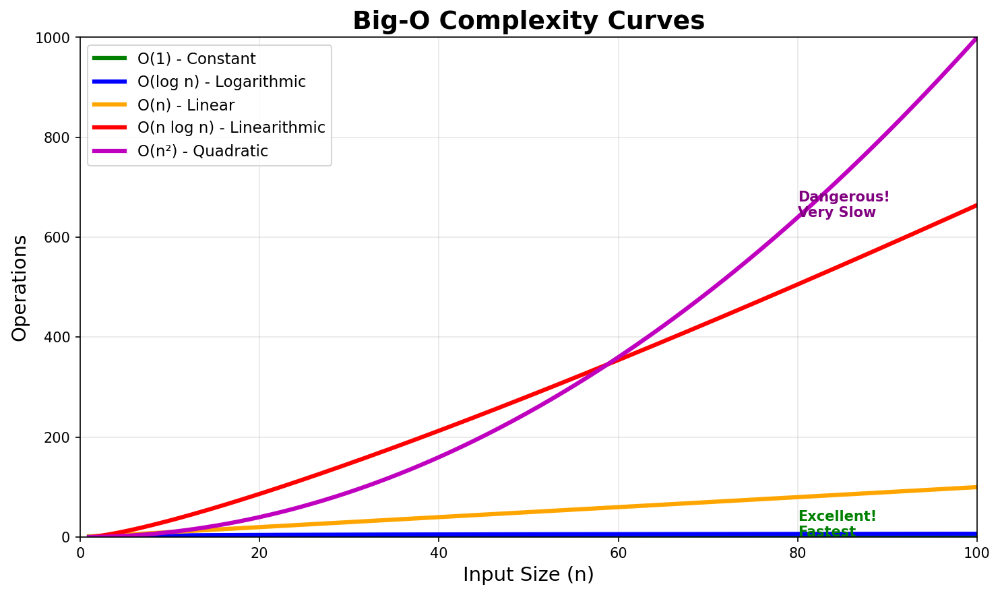 Big-O Complexity Curves
1000
800
600
400
200
0
Operations
O(1) - Constant
O(log n) - Logarithmic
O(n) - Linear
O(n log n) - Linearithmic
O(n²) - Quadratic
Dangerous!
Very Slow
Excellent!
Fastest
0 20 40 60 80 100
Input Size (n)